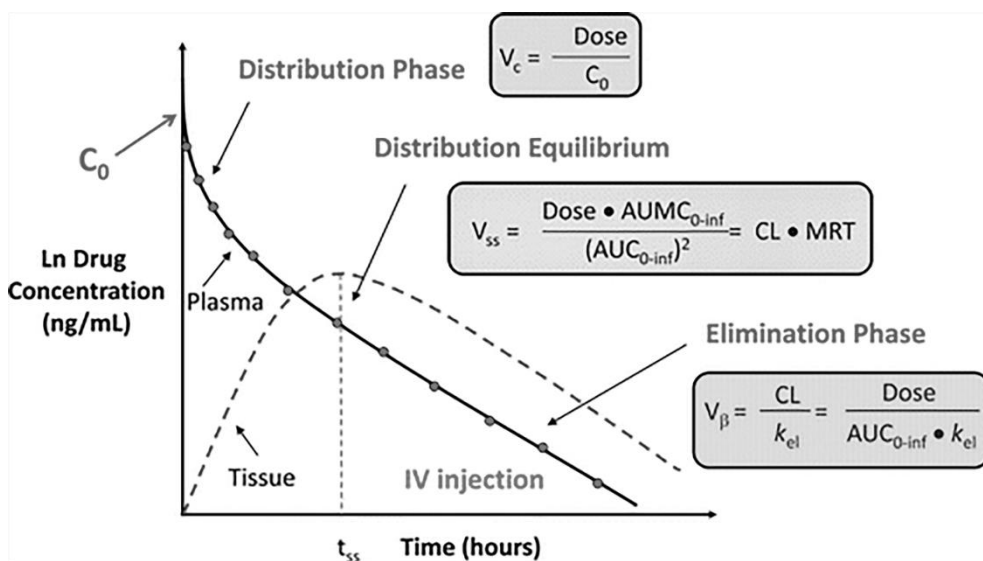 Distribution Phase
V_c = Dose / C_0
C_0
Distribution Equilibrium
V_ss = Dose • AUMC_0-inf / (AUC_0-inf)^2 = CL • MRT
Ln Drug
Concentration
(ng/mL)
Plasma
Elimination Phase
V_β = CL / k_el = Dose / AUC_0-inf • k_el
Tissue
IV injection
t_ss
Time (hours)